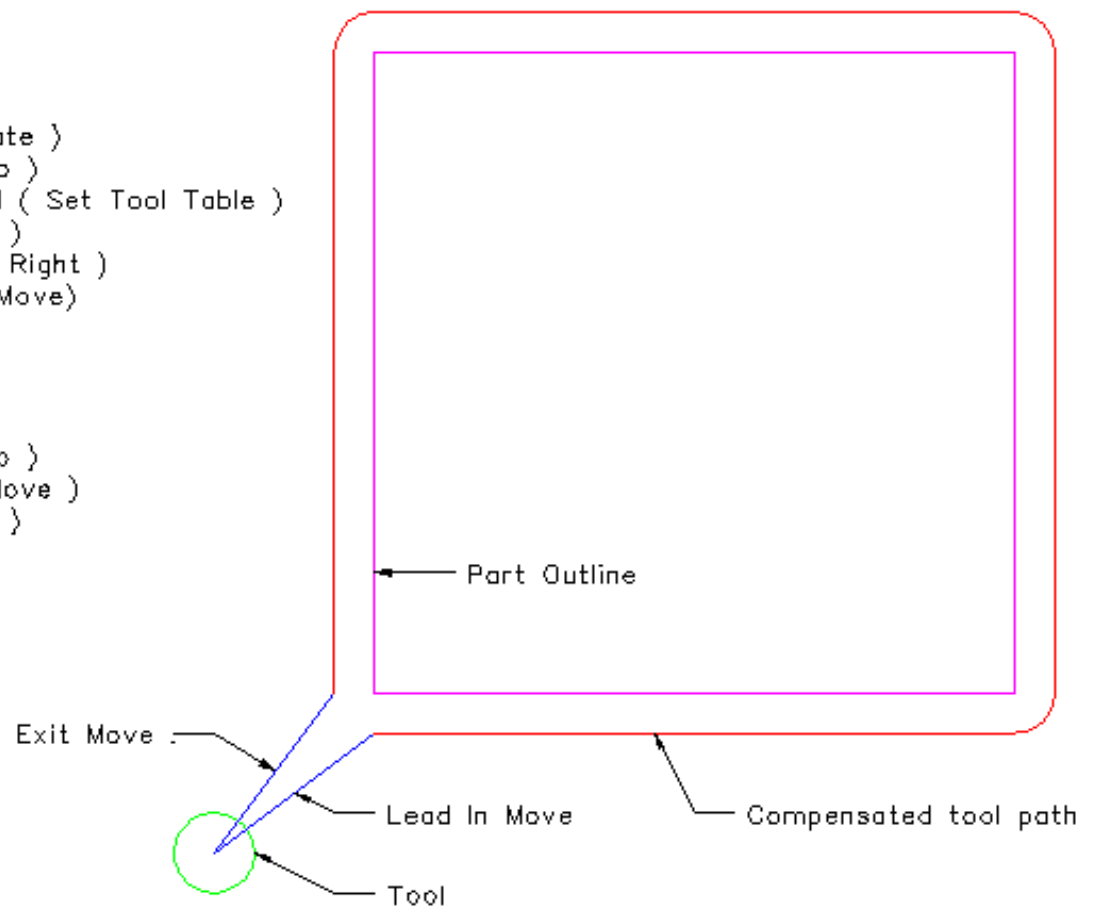 ate )
p )
( Set Tool Table )
)
Right )
Move)
p )
Move )
)
Part Outline
Exit Move
Lead In Move
Compensated tool path
Tool